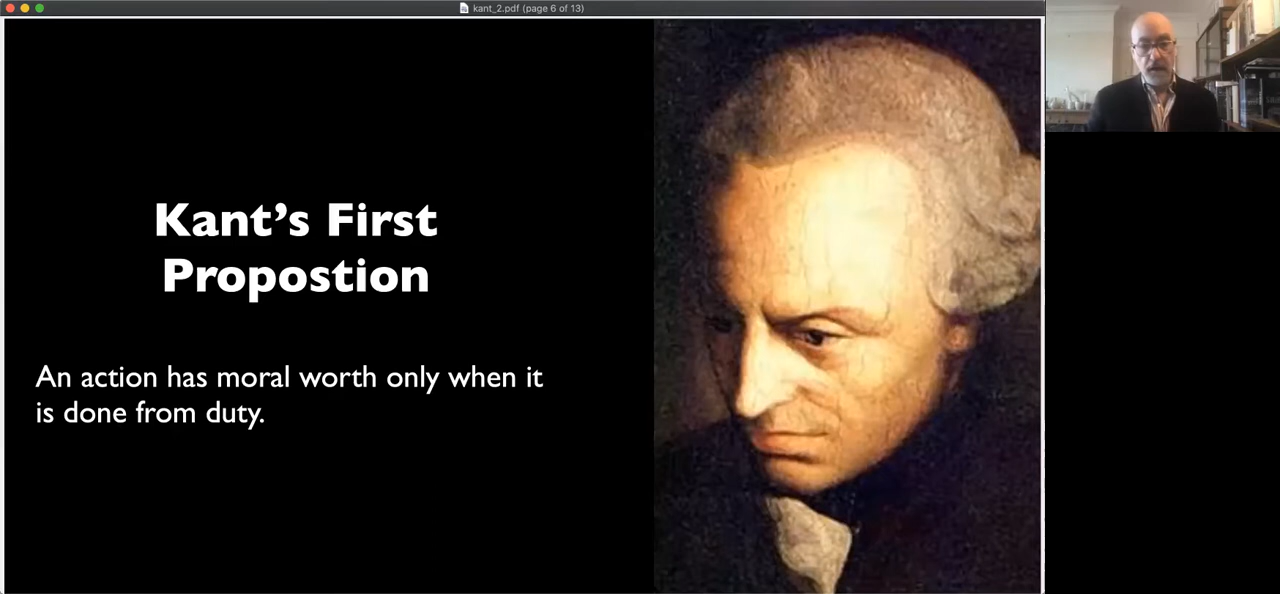 kant_2.pdf (page 6 of 13)
Kant’s First
Propostion
An action has moral worth only when it
is done from duty.